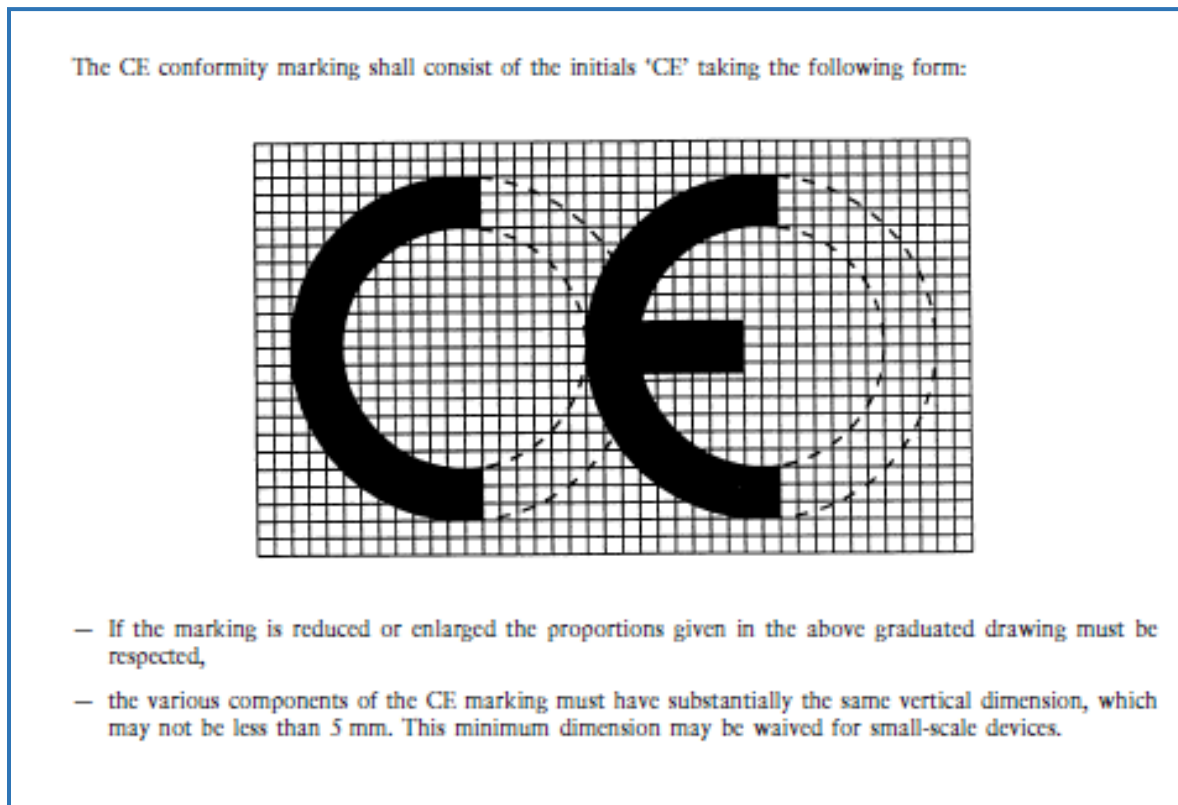 The CE conformity marking shall consist of the initials ‘CE’ taking the following form:
CE
— If the marking is reduced or enlarged the proportions given in the above graduated drawing must be
respected,
— the various components of the CE marking must have substantially the same vertical dimension, which
may not be less than 5 mm. This minimum dimension may be waived for small-scale devices.